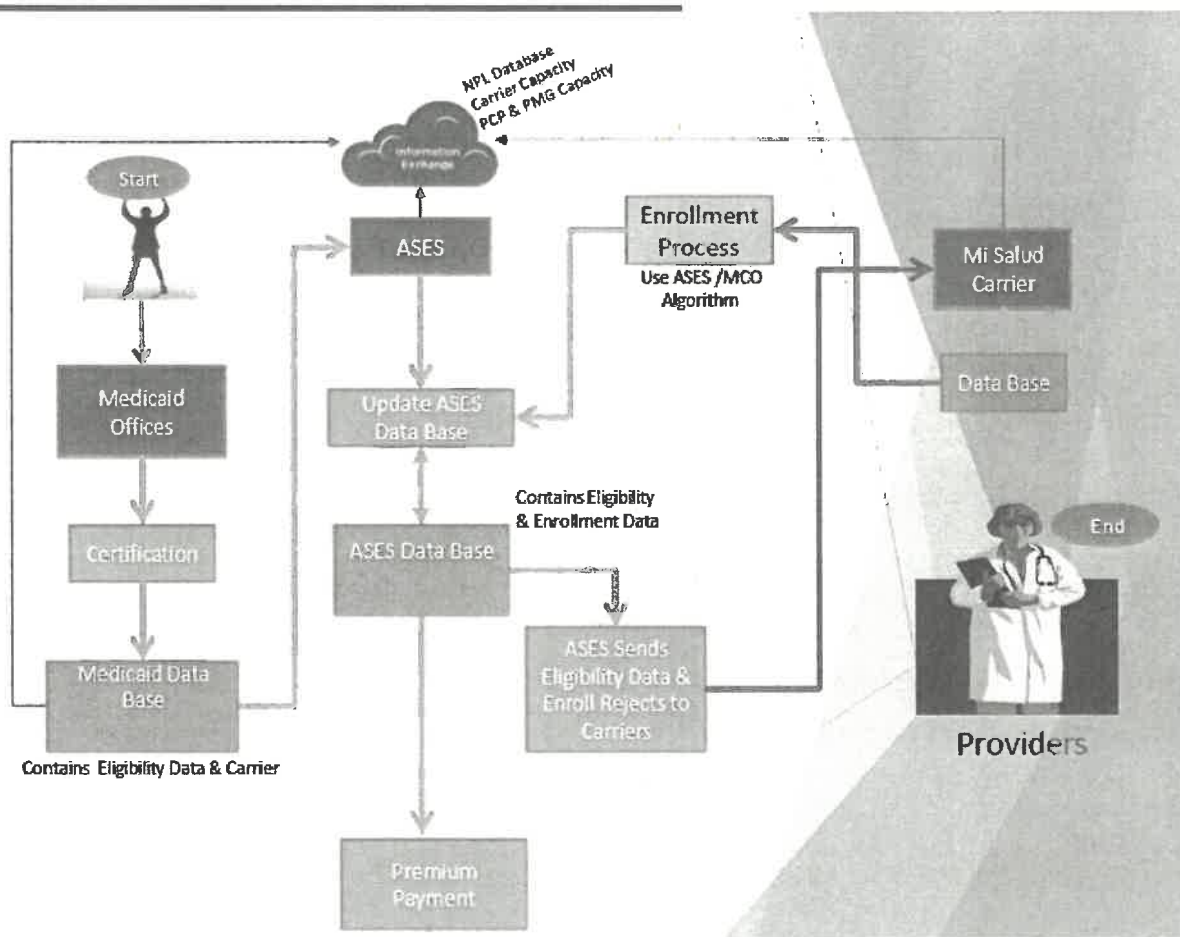 NPL Database
Carrier Capacity
PCP & PMG Capacity
Information
Exchange
Start
ASES
Enrollment
Process
Use ASES /MCO
Algorithm
Mi Salud
Carrier
Medicaid
Offices
Update ASES
Data Base
Data Base
Contains Eligibility
& Enrollment Data
Certification
ASES Data Base
End
ASES Sends
Eligibility Data &
Enroll Rejects to
Carriers
Medicaid Data
Base
Contains Eligibility Data & Carrier
Providers
Premium
Payment